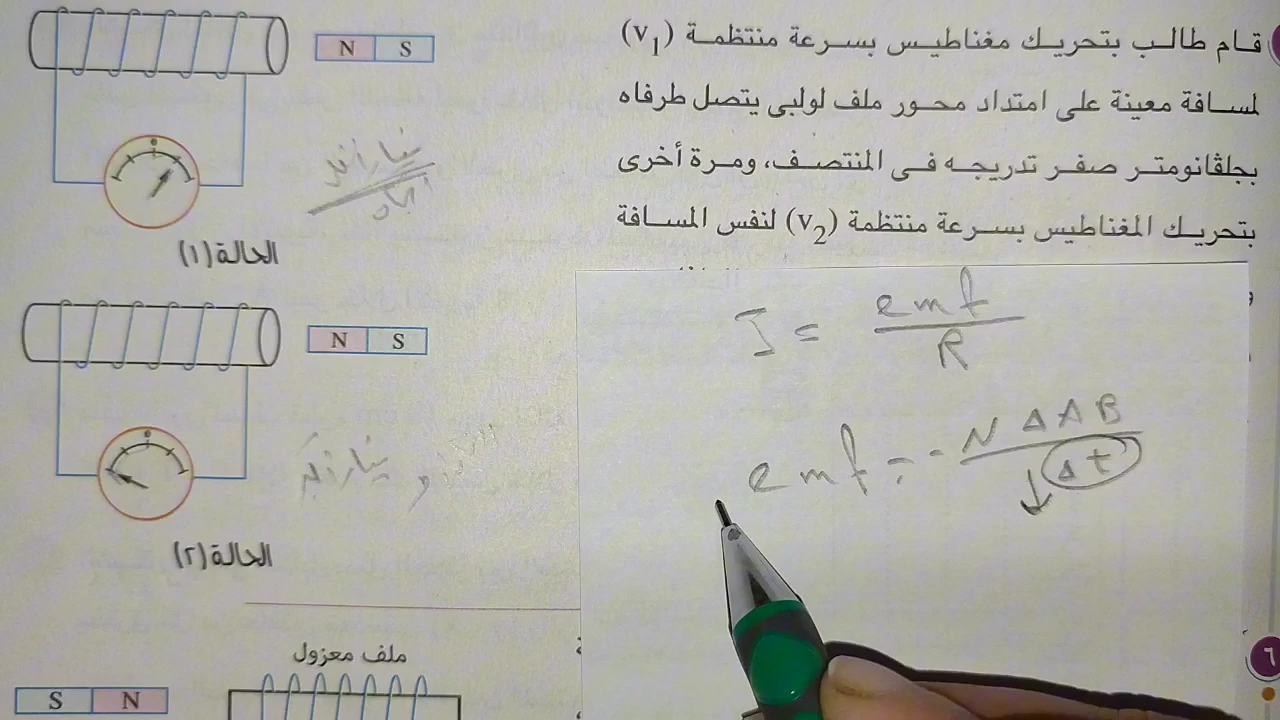 قام طالب بتحريك مغناطيس بسرعة منتظمة (v1)
لمسافة معينة على امتداد محور ملف لولبى يتصل طرفاه
بجلڤانومتر صفر تدريجه فى المنتصف، ومرة أخرى
بتحريك المغناطيس بسرعة منتظمة (v2) لنفس المسافة
N S
الحالة (١)
N S
الحالة (٢)
I = emf / R
emf = - N Δ A B / Δt
ملف معزول
S N
٦